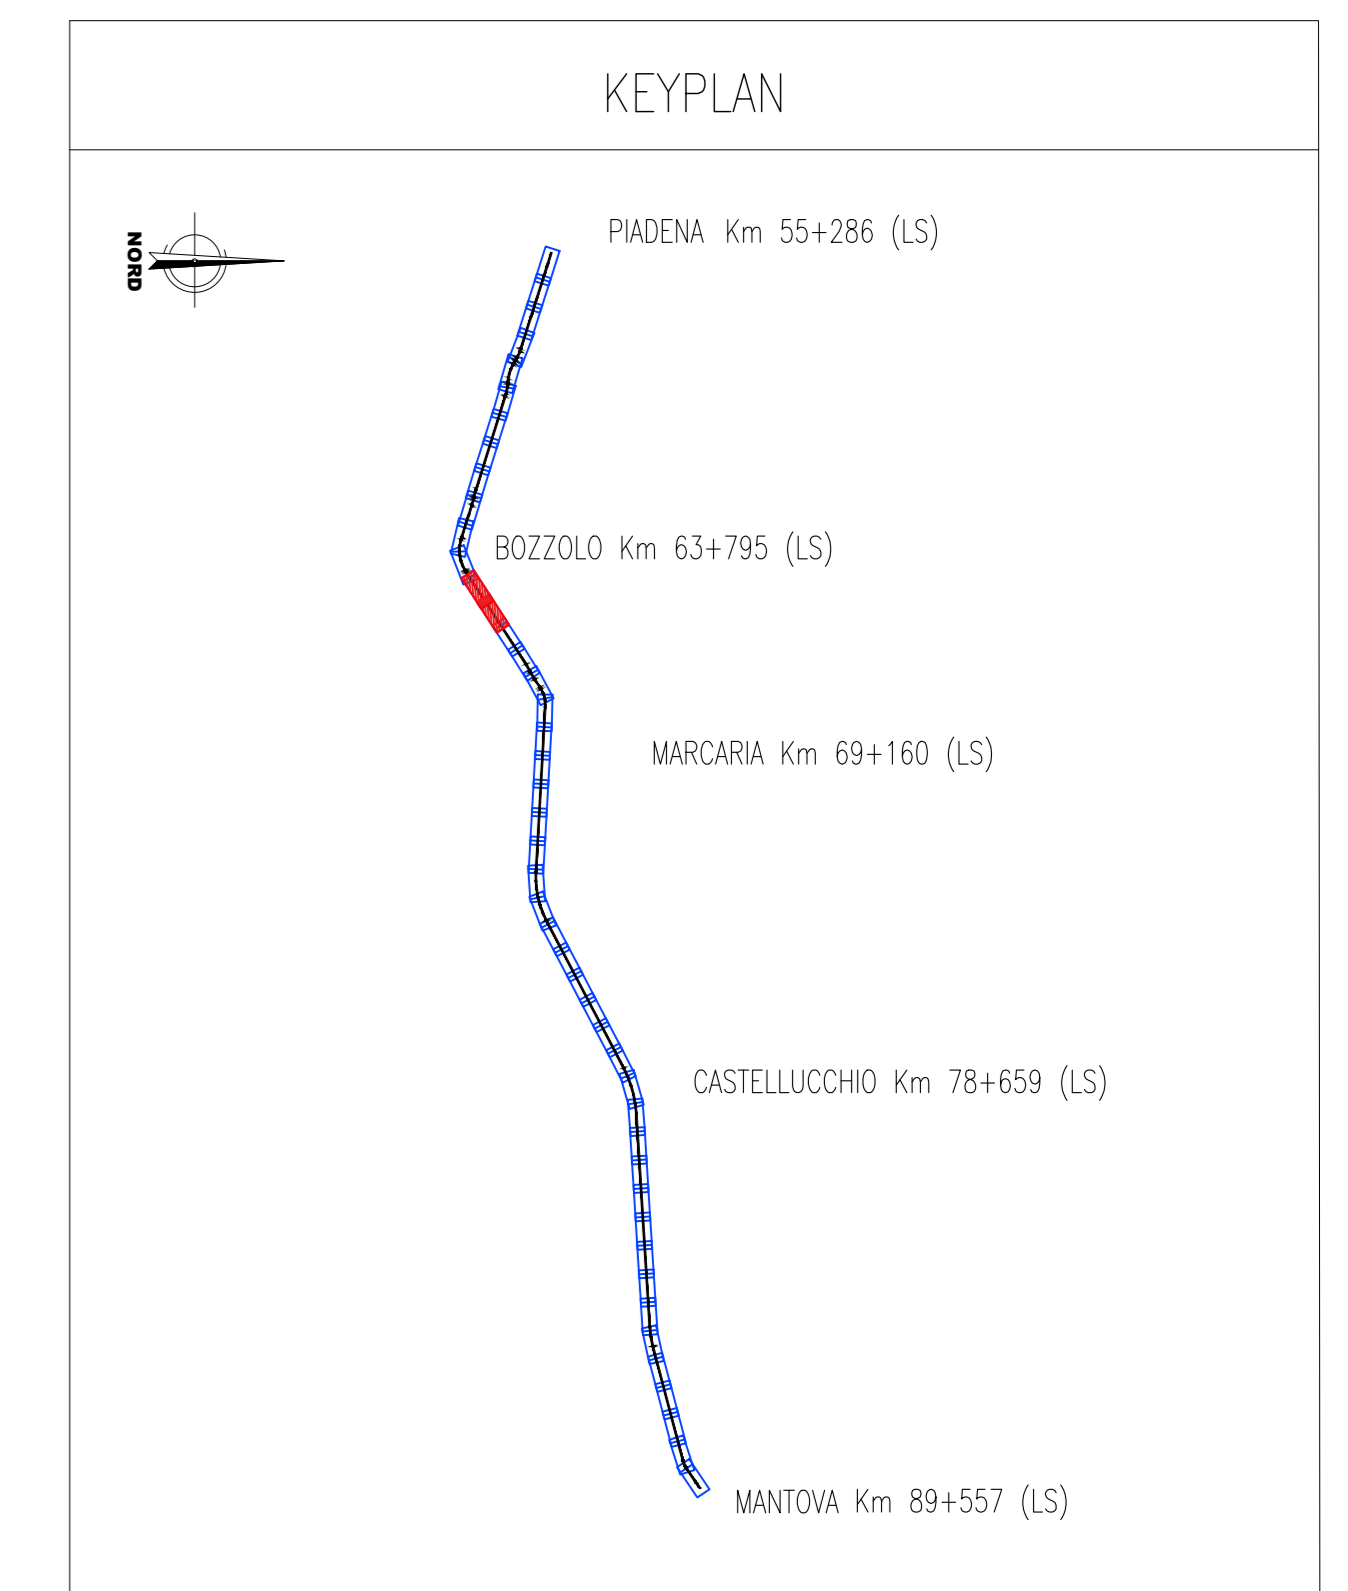 KEYPLAN
NORD
PIADENA Km 55+286 (LS)
BOZZOLO Km 63+795 (LS)
MARCARIA Km 69+160 (LS)
CASTELLUCCHIO Km 78+659 (LS)
MANTOVA Km 89+557 (LS)